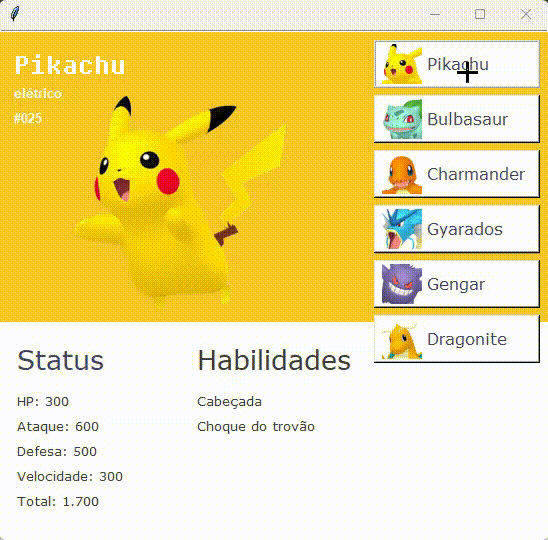 Pikachu
elétrico
#025
Pikachu
Bulbasaur
Charmander
Gyarados
Gengar
Dragonite
Status
HP: 300
Ataque: 600
Defesa: 500
Velocidade: 300
Total: 1.700
Habilidades
Cabeçada
Choque do trovão